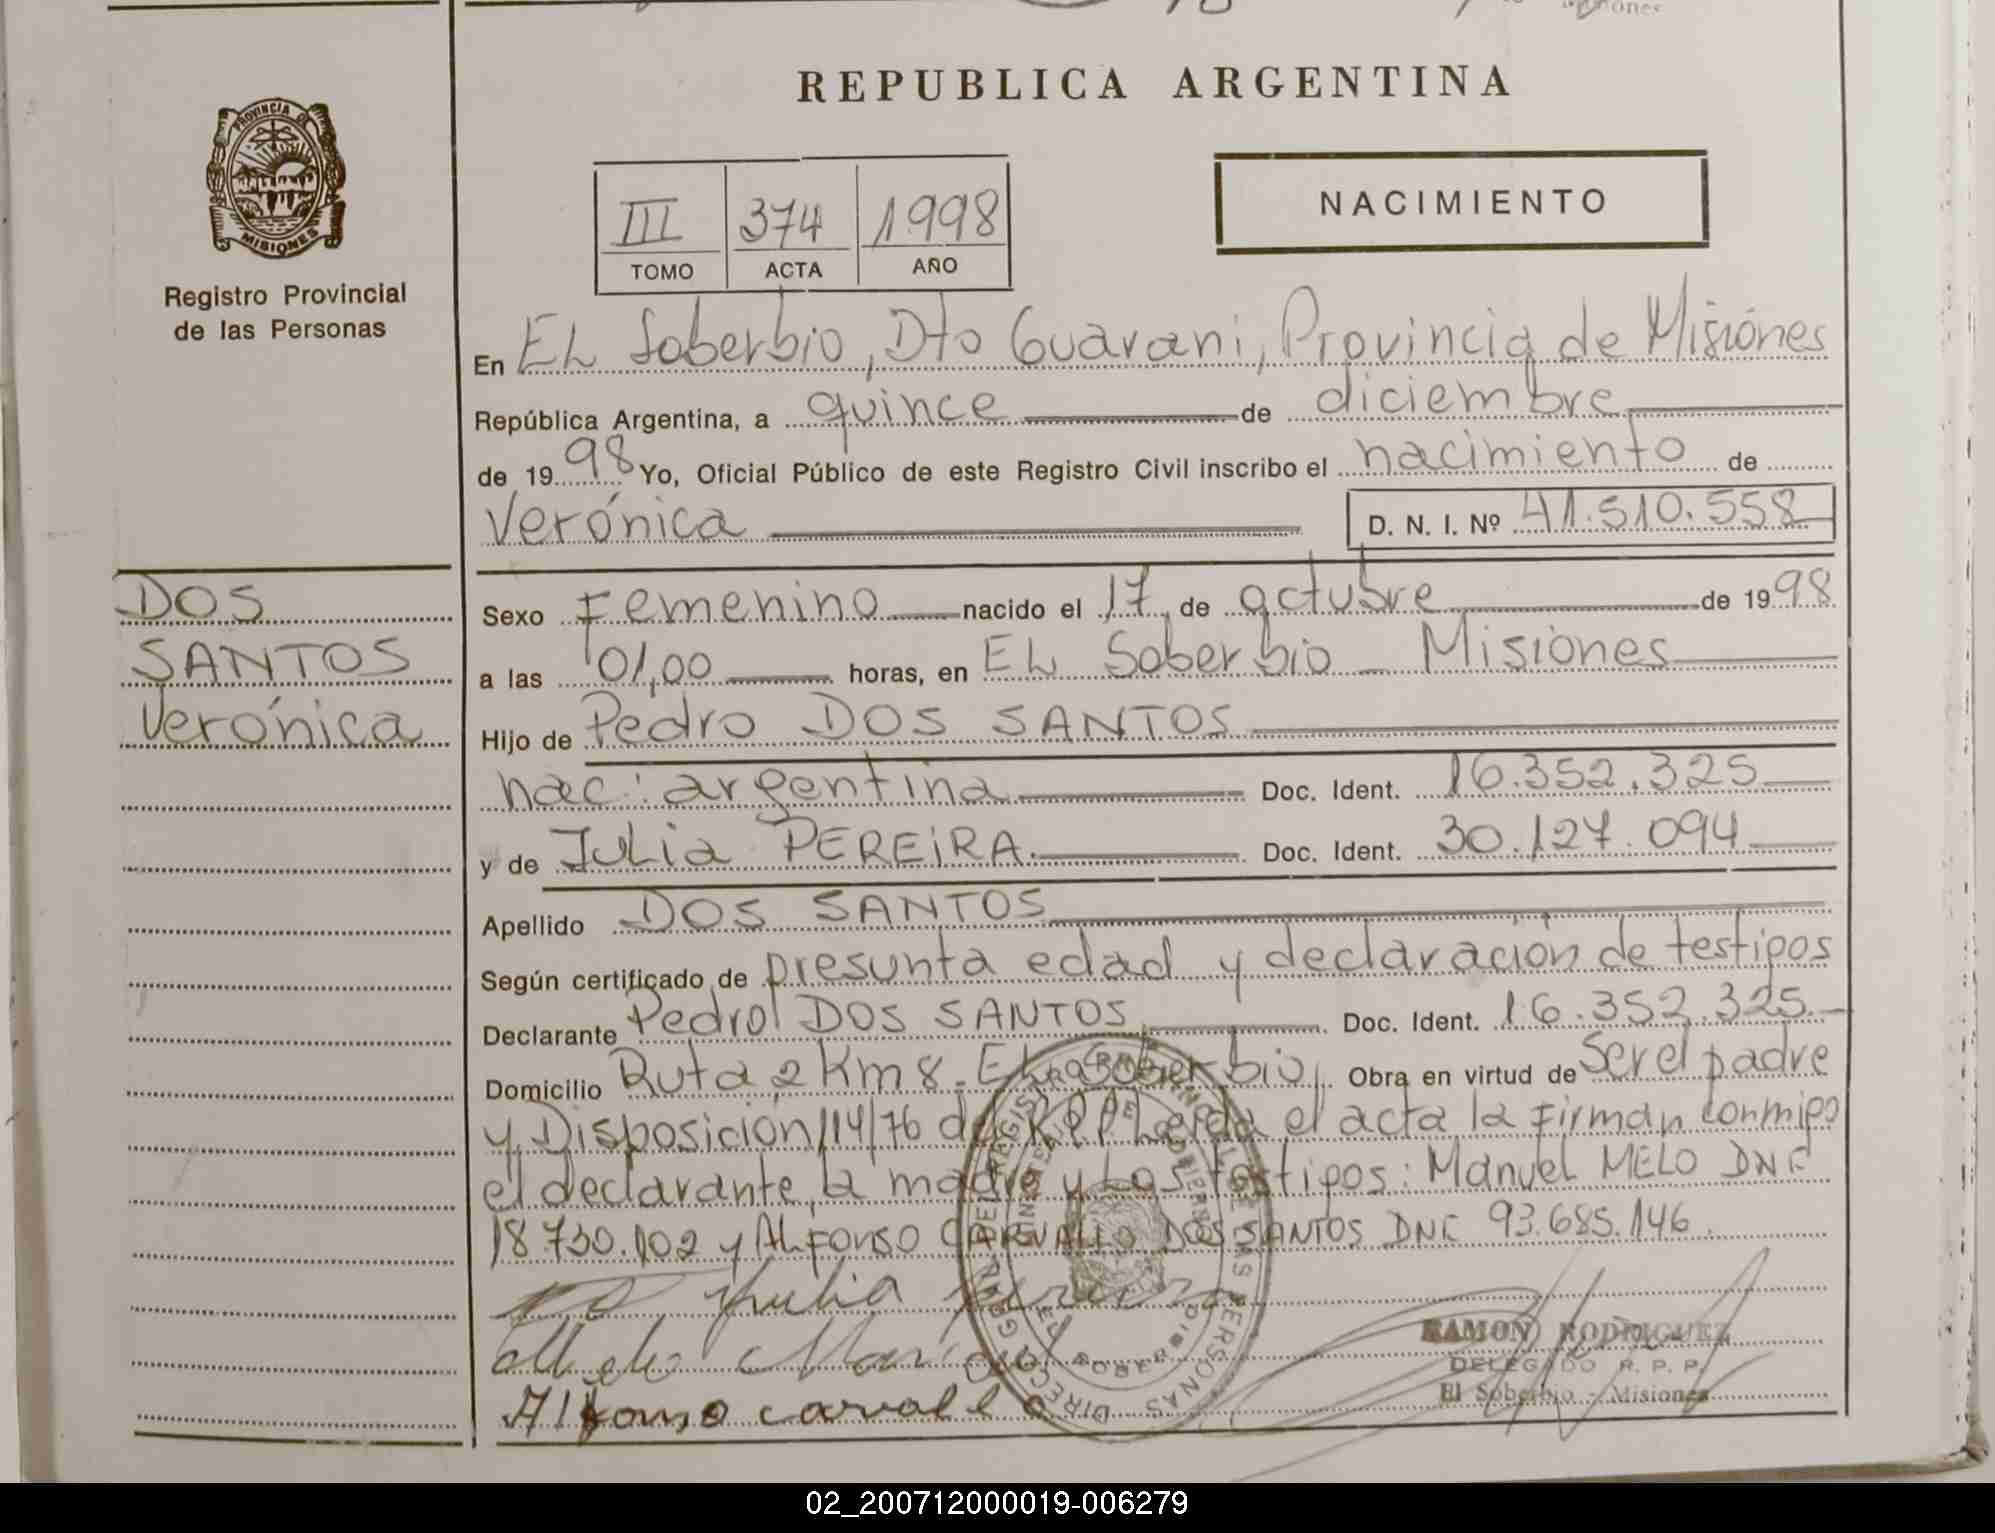 REPUBLICA ARGENTINA
PROVINCIA DE
MISIONES
Registro Provincial
de las Personas
III 374 1998
TOMO ACTA AÑO
NACIMIENTO
En EL Soberbio, Dto Guarani, Provincia de Misiones
República Argentina, a quince de diciembre
de 1998 Yo, Oficial Público de este Registro Civil inscribo el nacimiento de
Verónica D. N. I. Nº 41.510.558
DOS
SANTOS
Verónica
Sexo Femenino nacido el 17 de octubre de 1998
a las 01,00 horas, en EL Soberbio - Misiones
Hijo de Pedro DOS SANTOS
nac: argentina Doc. Ident. 16.352.325
y de Julia PEREIRA. Doc. Ident. 30.127.094
Apellido DOS SANTOS
Según certificado de presunta edad y declaración de testigos
Declarante Pedro DOS SANTOS Doc. Ident. 16.352.325
Domicilio Ruta 2 Km 8. EL Soberbio, Obra en virtud de Ser el padre
y Disposición 114/76 del RPP Leida el acta la firman conmigo
el declarante, la madre y Los testigos: Manuel MELO DNI
18.730.102 y ALFONSO CARVALLO DOS SANTOS DNI 93.685.146.
Julia
Alfonso carvallo
RAMON RODRIGUEZ
DELEGADO R. P. P.
El Soberbio - Misiones
02_200712000019-006279